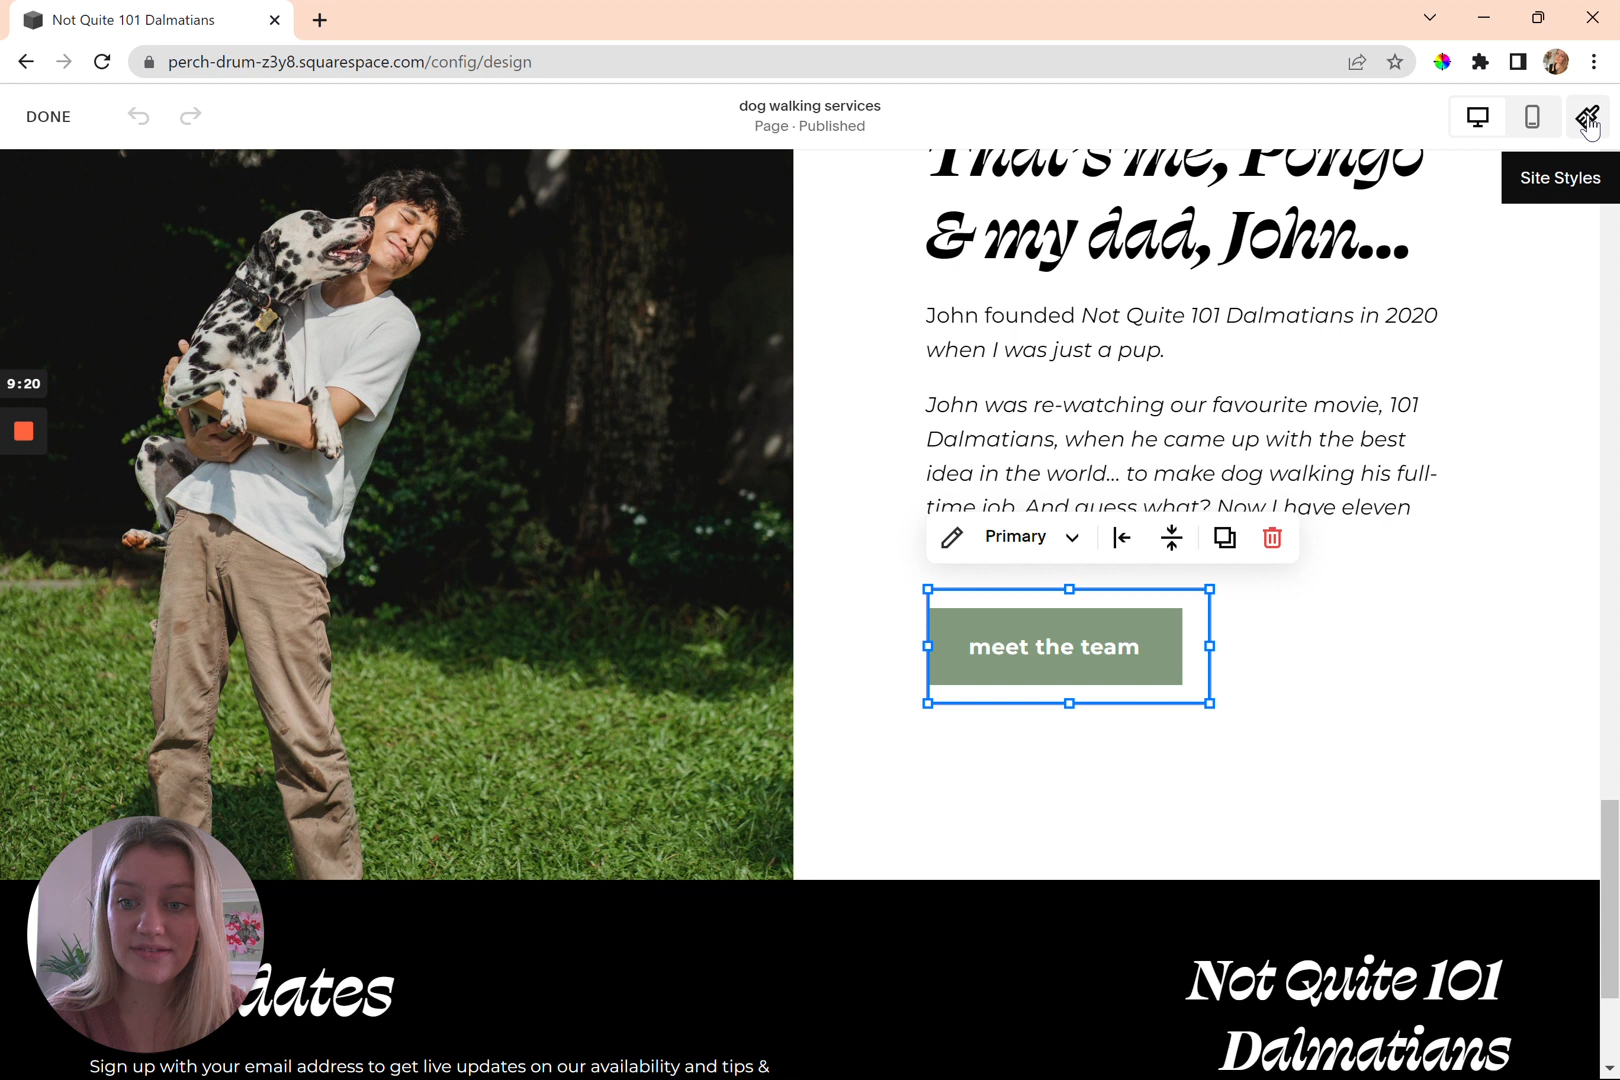 Not Quite 101 Dalmatians
perch-drum-z3y8.squarespace.com/config/design
DONE
dog walking services
Page · Published
Site Styles
That's me, Pongo
& my dad, John...
John founded Not Quite 101 Dalmatians in 2020
when I was just a pup.
John was re-watching our favourite movie, 101
Dalmatians, when he came up with the best
idea in the world... to make dog walking his full-
time job. And guess what? Now I have eleven
9:20
Primary
meet the team
dates
Not Quite 101
Dalmatians
Sign up with your email address to get live updates on our availability and tips &